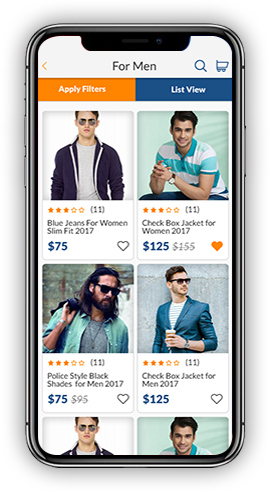 For Men
Apply Filters
List View
(11)
Blue Jeans For Women
Slim Fit 2017
$75
(11)
Check Box Jacket for
Women 2017
$125 $155
(11)
Police Style Black
Shades for Men 2017
$75 $95
(11)
Check Box Jacket for
Men 2017
$125